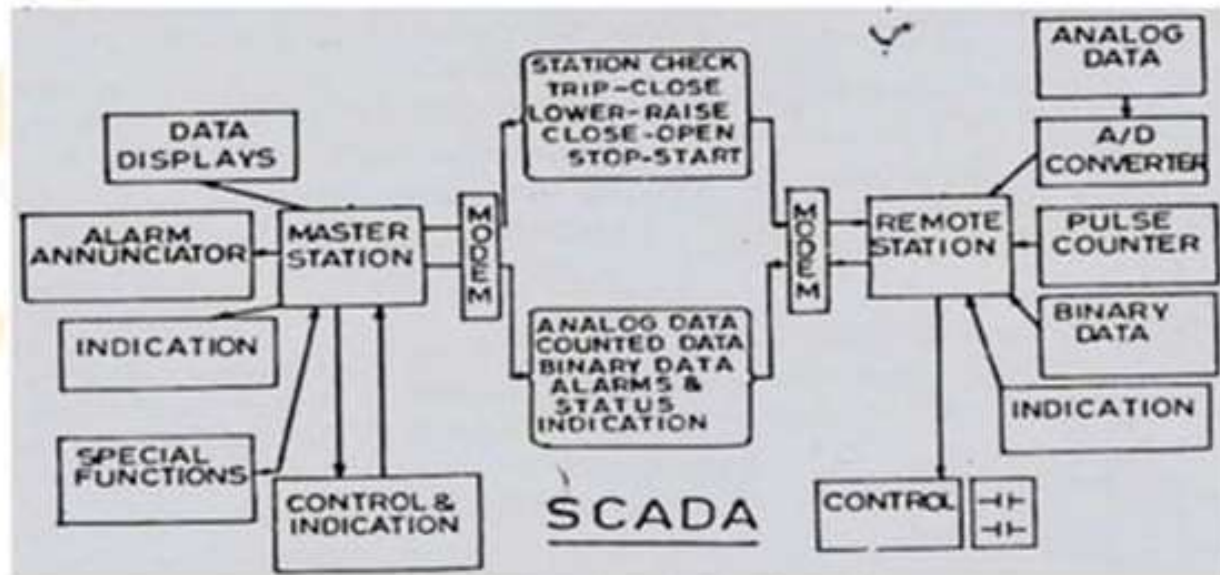 DATA
DISPLAYS
ALARM
ANNUNCIATOR
INDICATION
SPECIAL
FUNCTIONS
MASTER
STATION
CONTROL &
INDICATION
MODEM
STATION CHECK
TRIP-CLOSE
LOWER-RAISE
CLOSE-OPEN
STOP-START
ANALOG DATA
COUNTED DATA
BINARY DATA
ALARMS &
STATUS
INDICATION
SCADA
MODEM
REMOTE
STATION
CONTROL
ANALOG
DATA
A/D
CONVERTER
PULSE
COUNTER
BINARY
DATA
INDICATION